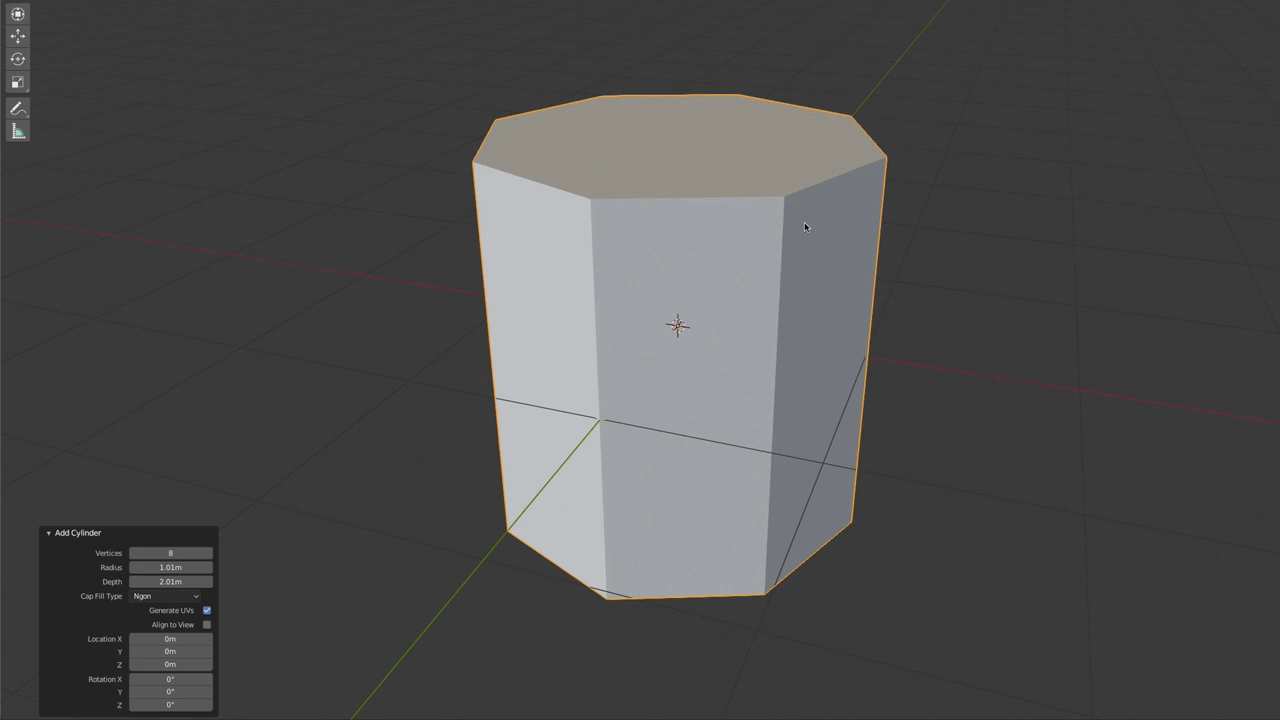 Add Cylinder
Vertices 8
Radius 1.01m
Depth 2.01m
Cap Fill Type Ngon
Generate UVs
Align to View
Location X 0m
Y 0m
Z 0m
Rotation X 0°
Y 0°
Z 0°